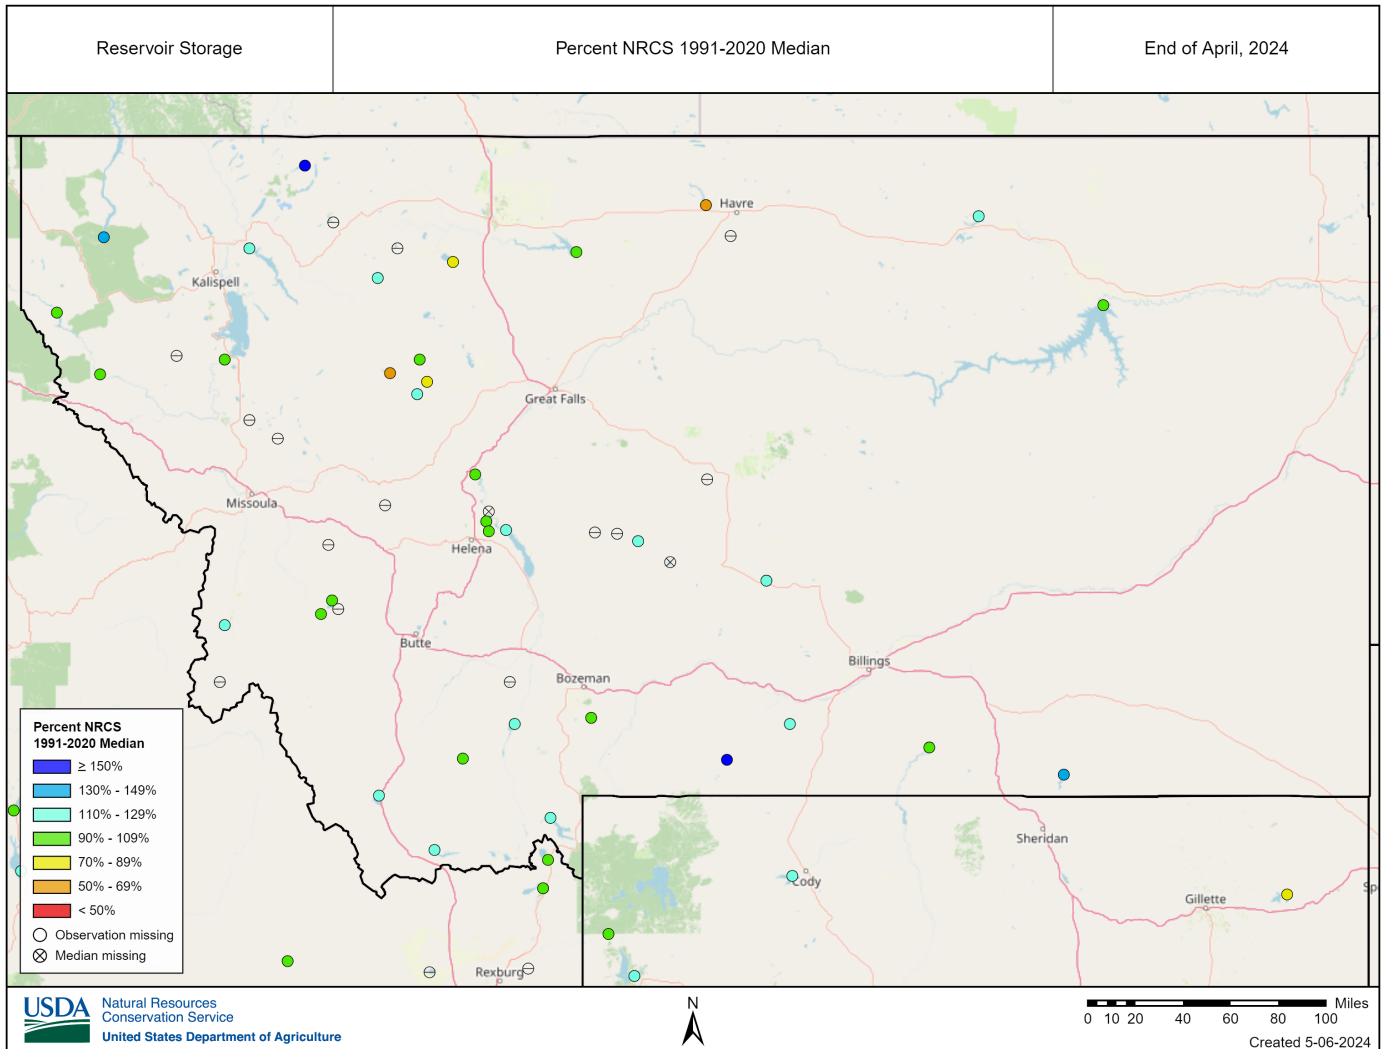 Reservoir Storage
Percent NRCS 1991-2020 Median
End of April, 2024
Havre
Kalispell
Great Falls
Missoula
Helena
Butte
Billings
Bozeman
Sheridan
Cody
Gillette
Sp
Rexburg
Percent NRCS
1991-2020 Median
≥ 150%
130% - 149%
110% - 129%
90% - 109%
70% - 89%
50% - 69%
< 50%
Observation missing
Median missing
USDA
Natural Resources
Conservation Service
United States Department of Agriculture
N
Miles
0 10 20 40 60 80 100
Created 5-06-2024